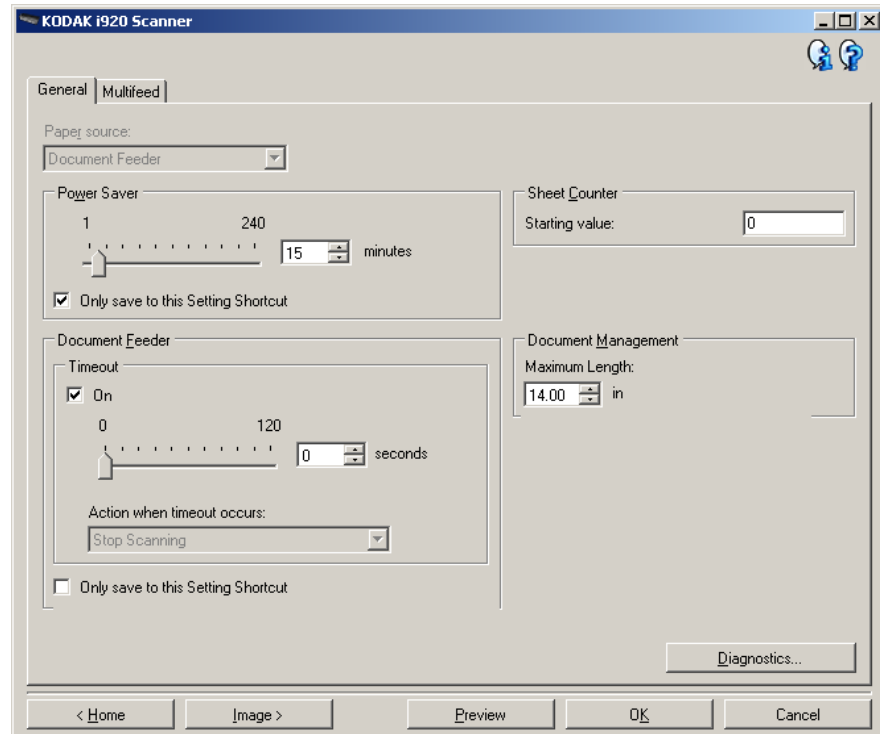 KODAK i920 Scanner
General Multifeed
Paper source:
Document Feeder
Power Saver
1 240
15 minutes
Only save to this Setting Shortcut
Sheet Counter
Starting value: 0
Document Feeder
Timeout
On
0 120
0 seconds
Action when timeout occurs:
Stop Scanning
Only save to this Setting Shortcut
Document Management
Maximum Length:
14.00 in
Diagnostics...
< Home Image > Preview OK Cancel